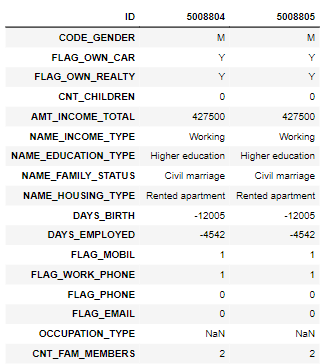 ID 5008804 5008805
CODE_GENDER M M
FLAG_OWN_CAR Y Y
FLAG_OWN_REALTY Y Y
CNT_CHILDREN 0 0
AMT_INCOME_TOTAL 427500 427500
NAME_INCOME_TYPE Working Working
NAME_EDUCATION_TYPE Higher education Higher education
NAME_FAMILY_STATUS Civil marriage Civil marriage
NAME_HOUSING_TYPE Rented apartment Rented apartment
DAYS_BIRTH -12005 -12005
DAYS_EMPLOYED -4542 -4542
FLAG_MOBIL 1 1
FLAG_WORK_PHONE 1 1
FLAG_PHONE 0 0
FLAG_EMAIL 0 0
OCCUPATION_TYPE NaN NaN
CNT_FAM_MEMBERS 2 2